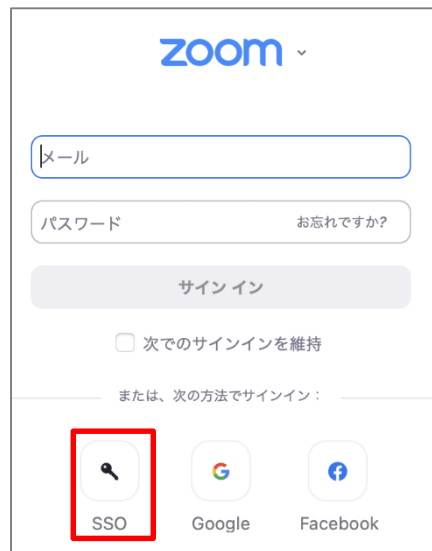 zoom
メール
パスワード お忘れですか?
サイン イン
次でのサインインを維持
または、次の方法でサインイン：
SSO Google Facebook